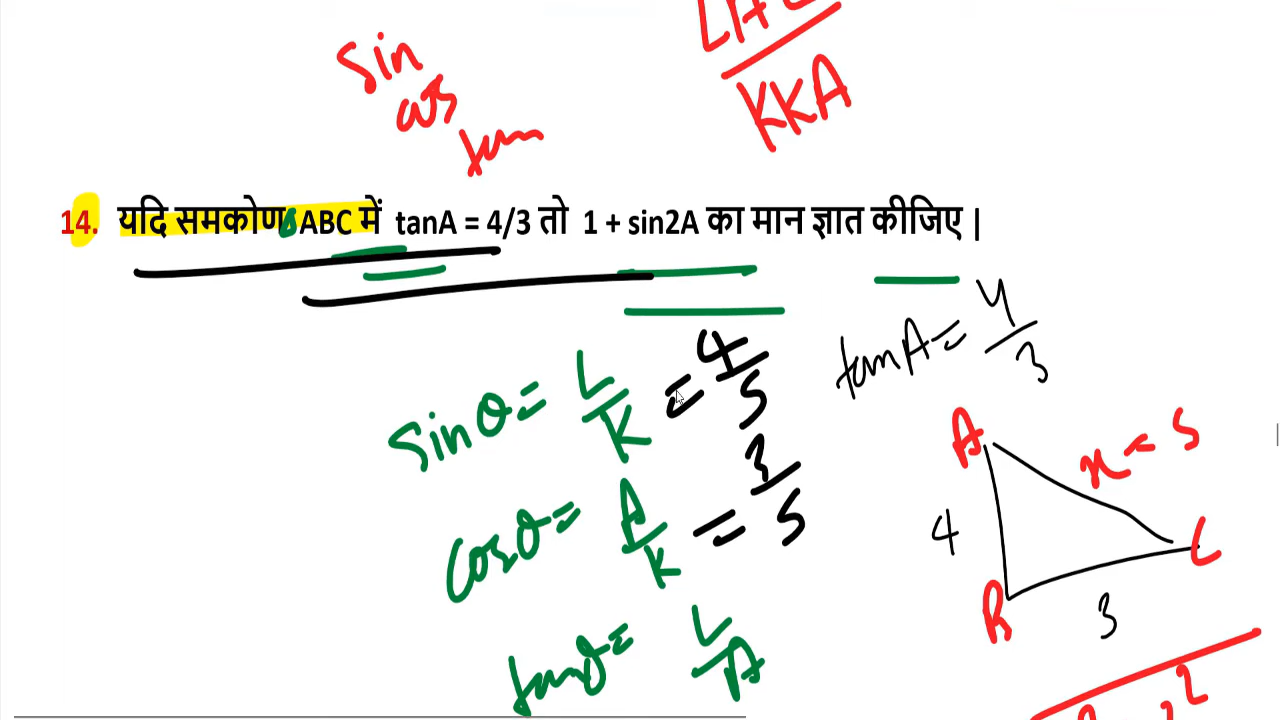 sin
cos
tan
KKA
14. यदि समकोण ABC में tanA = 4/3 तो 1 + sin2A का मान ज्ञात कीजिए |
tanA = 4/3
sinθ = L/K = 4/5
cosθ = A/K = 3/5
tanθ = L/A
A
x = 5
4
C
B
3